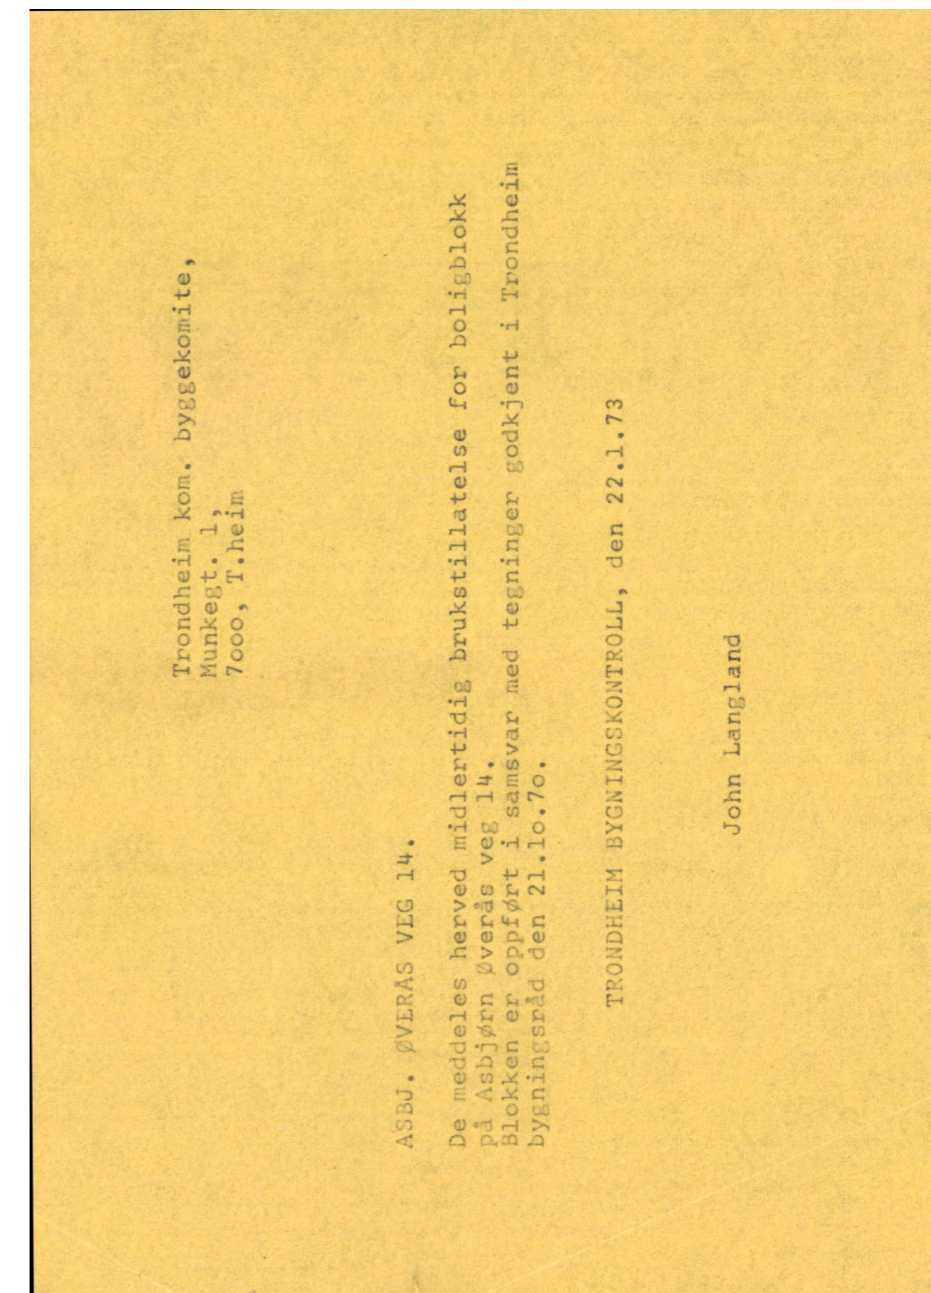 Trondheim kom. byggekomite,
Munkegt. 1,
7ooo, T.heim
ASBJ. ØVERÅS VEG 14.
De meddeles herved midlertidig brukstillatelse for boligblokk
på Asbjørn Øverås veg 14.
Blokken er oppført i samsvar med tegninger godkjent i Trondheim
bygningsråd den 21.1o.7o.
TRONDHEIM BYGNINGSKONTROLL, den 22.1.73
John Langland